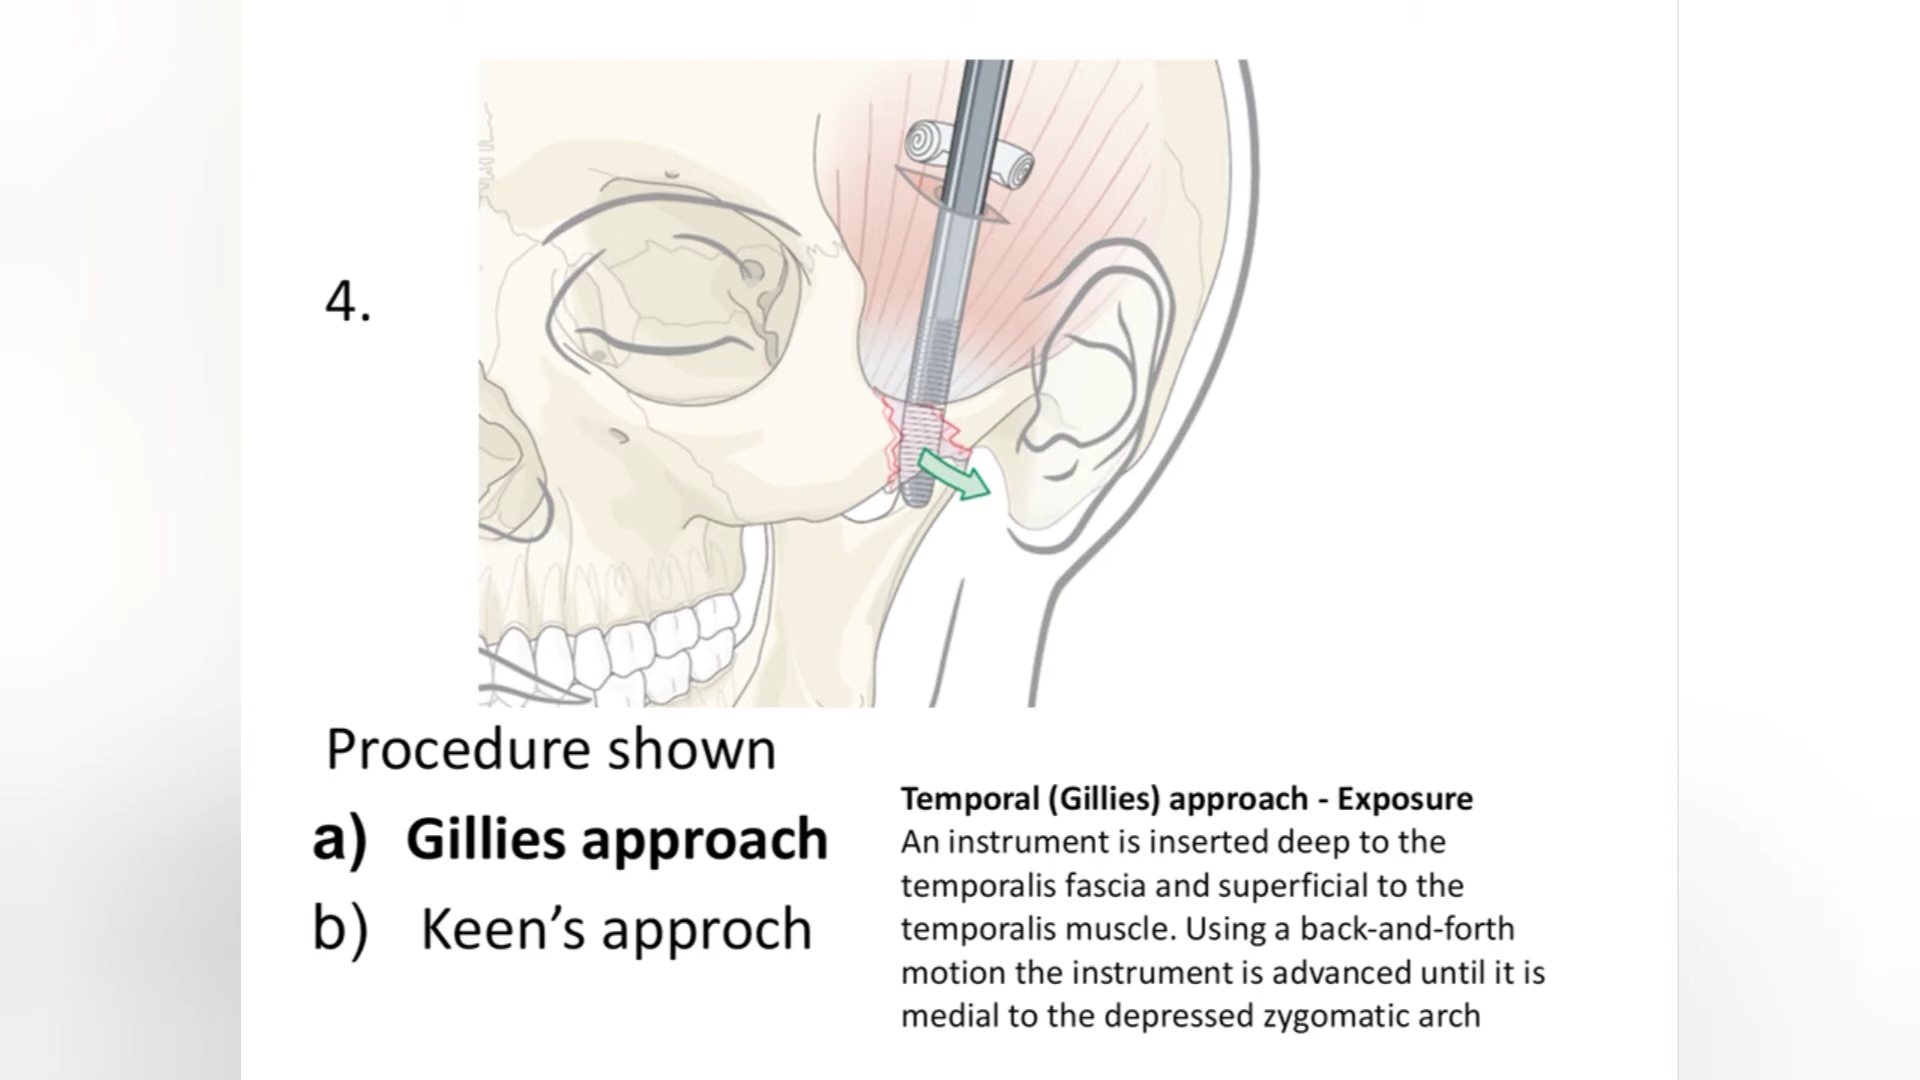 4.
Procedure shown
a) Gillies approach
b) Keen’s approch
Temporal (Gillies) approach - Exposure
An instrument is inserted deep to the
temporalis fascia and superficial to the
temporalis muscle. Using a back-and-forth
motion the instrument is advanced until it is
medial to the depressed zygomatic arch